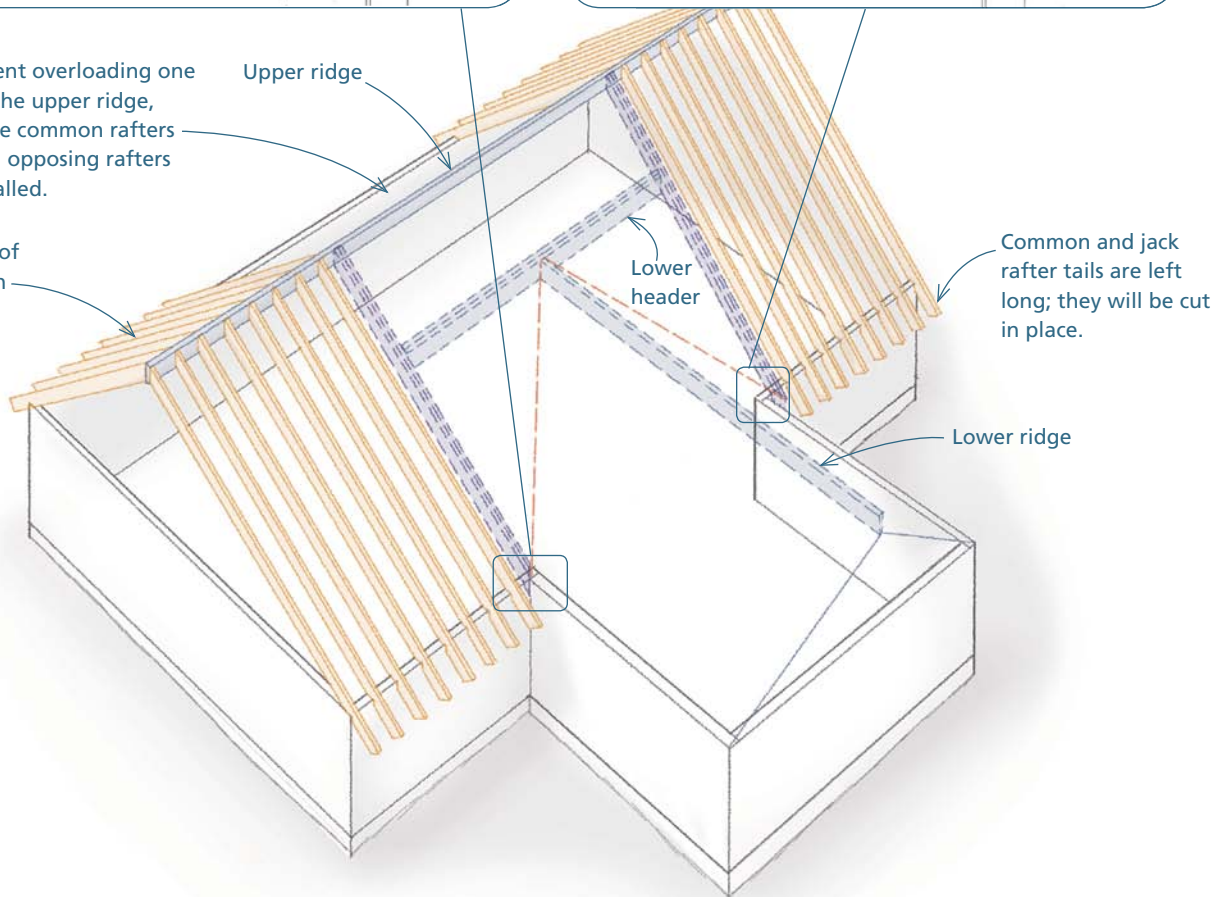 ent overloading one
he upper ridge,
e common rafters
opposing rafters
alled.
Upper ridge
of
Lower
header
Common and jack
rafter tails are left
long; they will be cut
in place.
Lower ridge